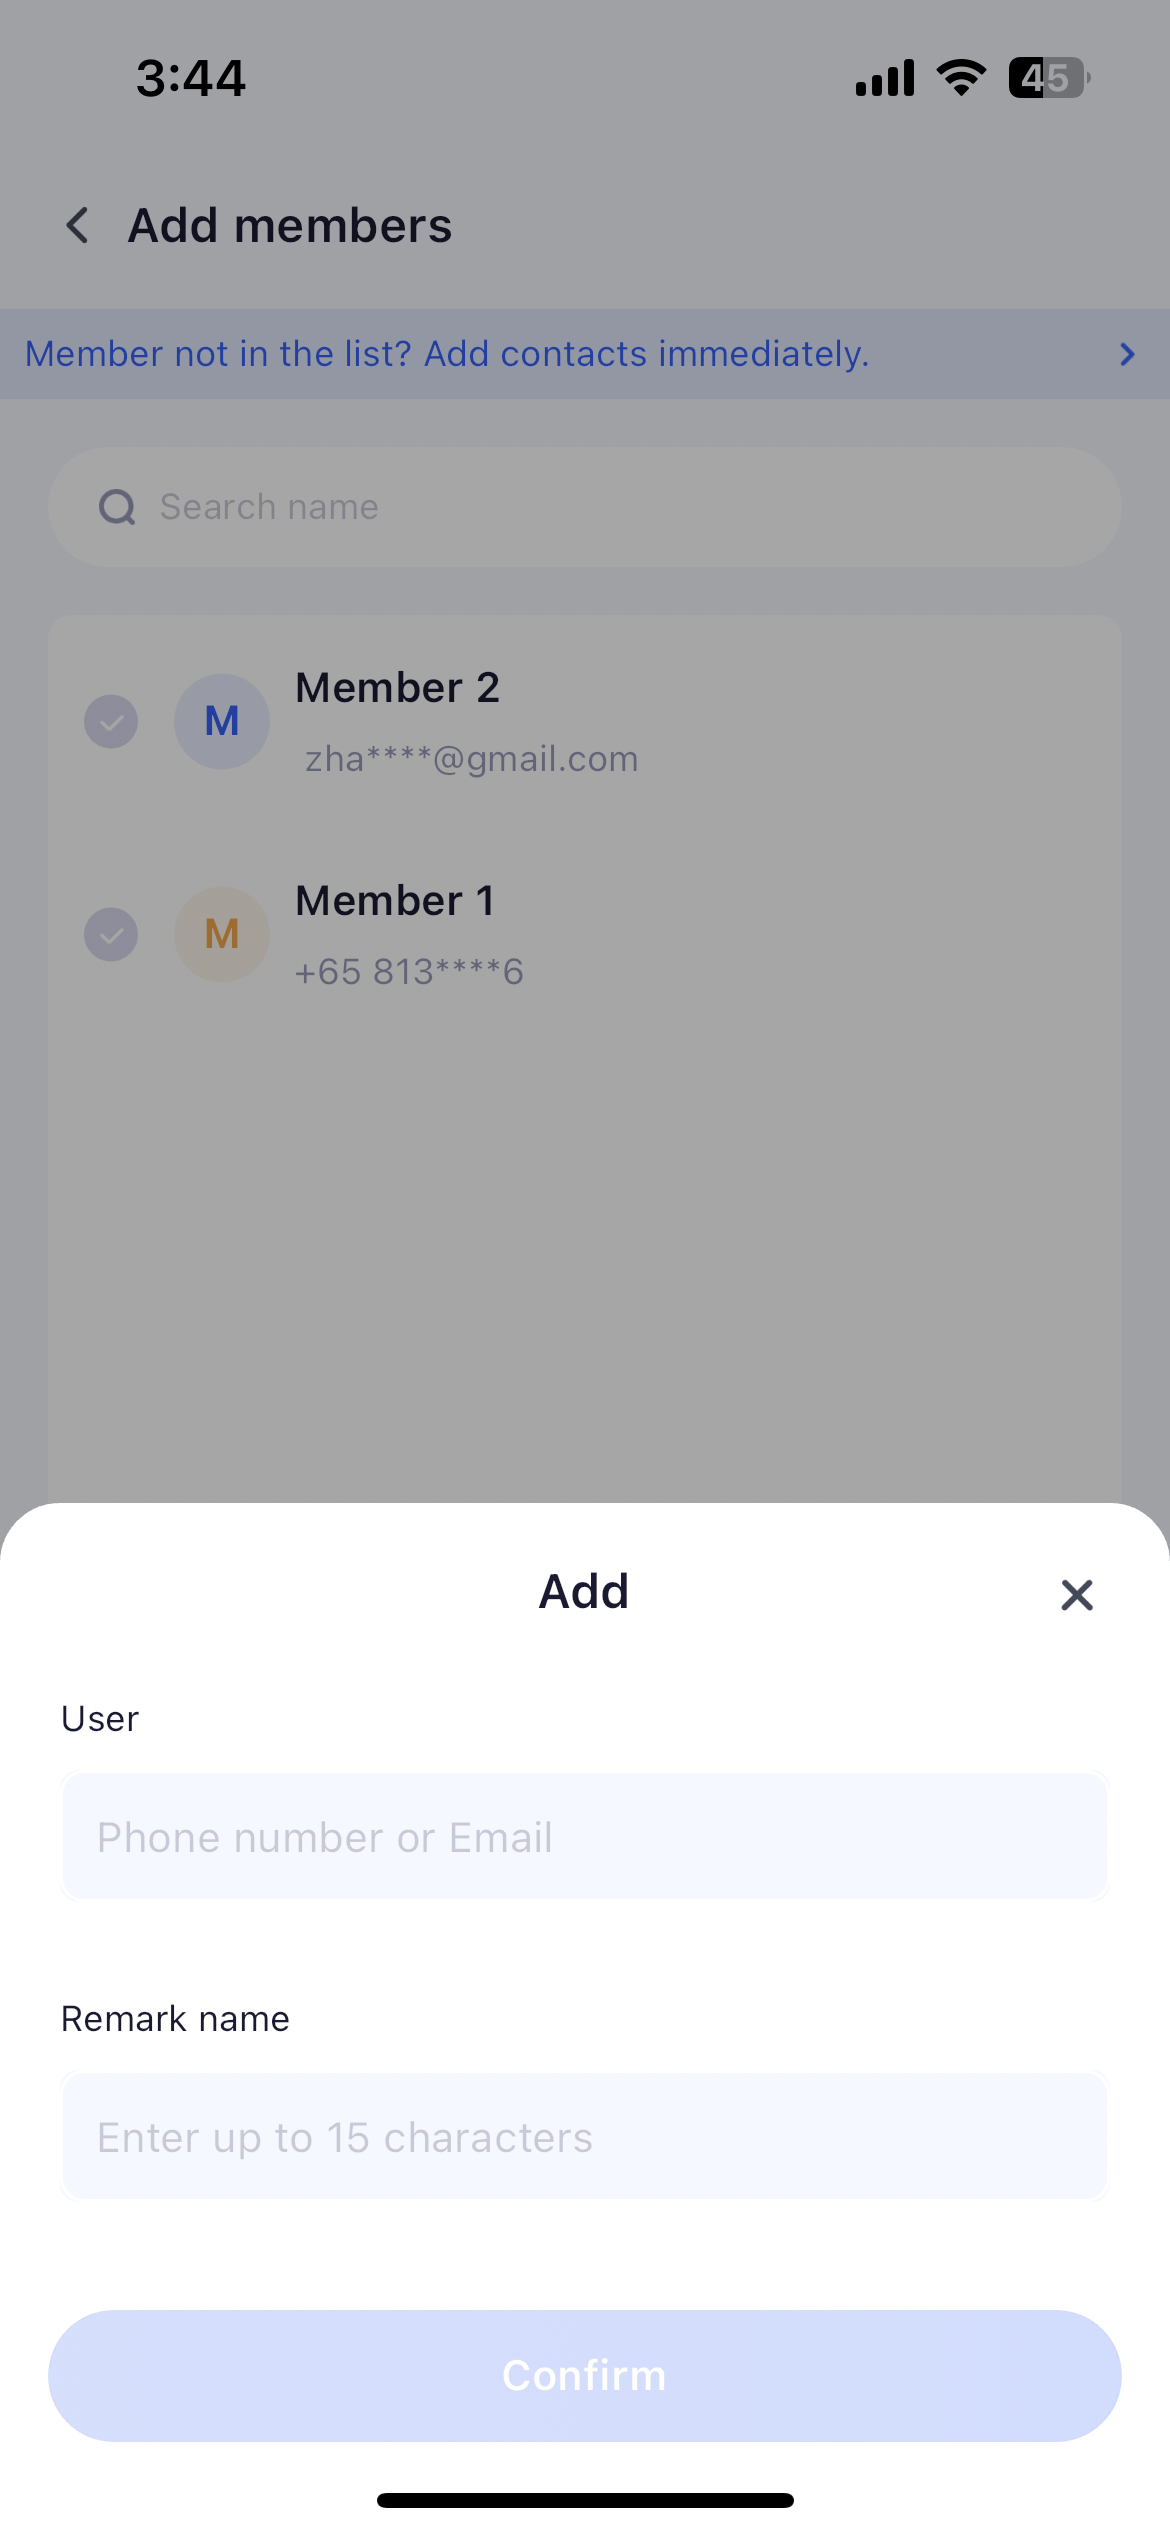 3:44
45
Add members
Member not in the list? Add contacts immediately.
Search name
M
Member 2
zha****@gmail.com
M
Member 1
+65 813****6
Add
User
Phone number or Email
Remark name
Enter up to 15 characters
Confirm